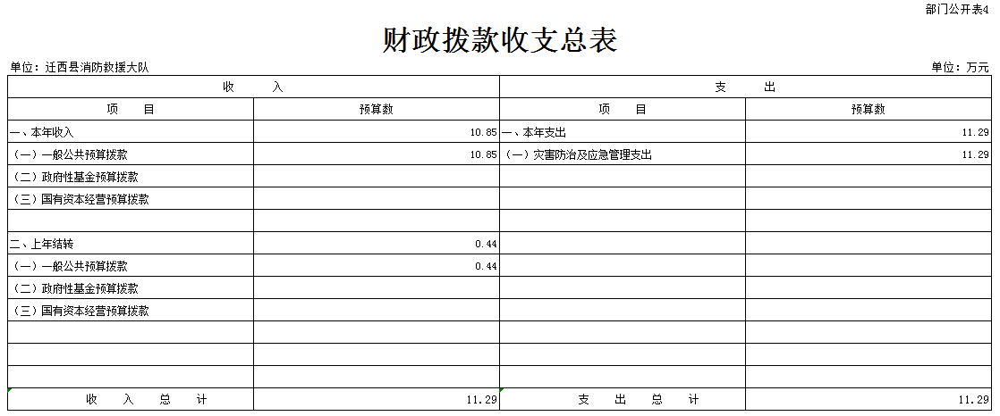 部门公开表4
财政拨款收支总表
单位：迁西县消防救援大队 单位：万元
收 入 支 出
项 目 预算数 项 目 预算数
一、本年收入 10.85 一、本年支出 11.29
（一）一般公共预算拨款 10.85 （一）灾害防治及应急管理支出 11.29
（二）政府性基金预算拨款
（三）国有资本经营预算拨款
二、上年结转 0.44
（一）一般公共预算拨款 0.44
（二）政府性基金预算拨款
（三）国有资本经营预算拨款
收 入 总 计 11.29 支 出 总 计 11.29